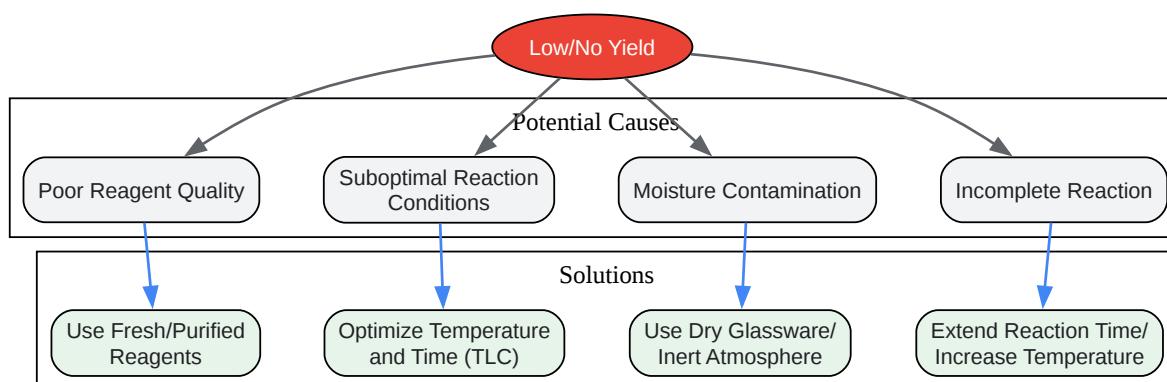 Low/No Yield
Potential Causes
Poor Reagent Quality
Suboptimal Reaction
Conditions
Moisture Contamination
Incomplete Reaction
Solutions
Use Fresh/Purified
Reagents
Optimize Temperature
and Time (TLC)
Use Dry Glassware/
Inert Atmosphere
Extend Reaction Time/
Increase Temperature